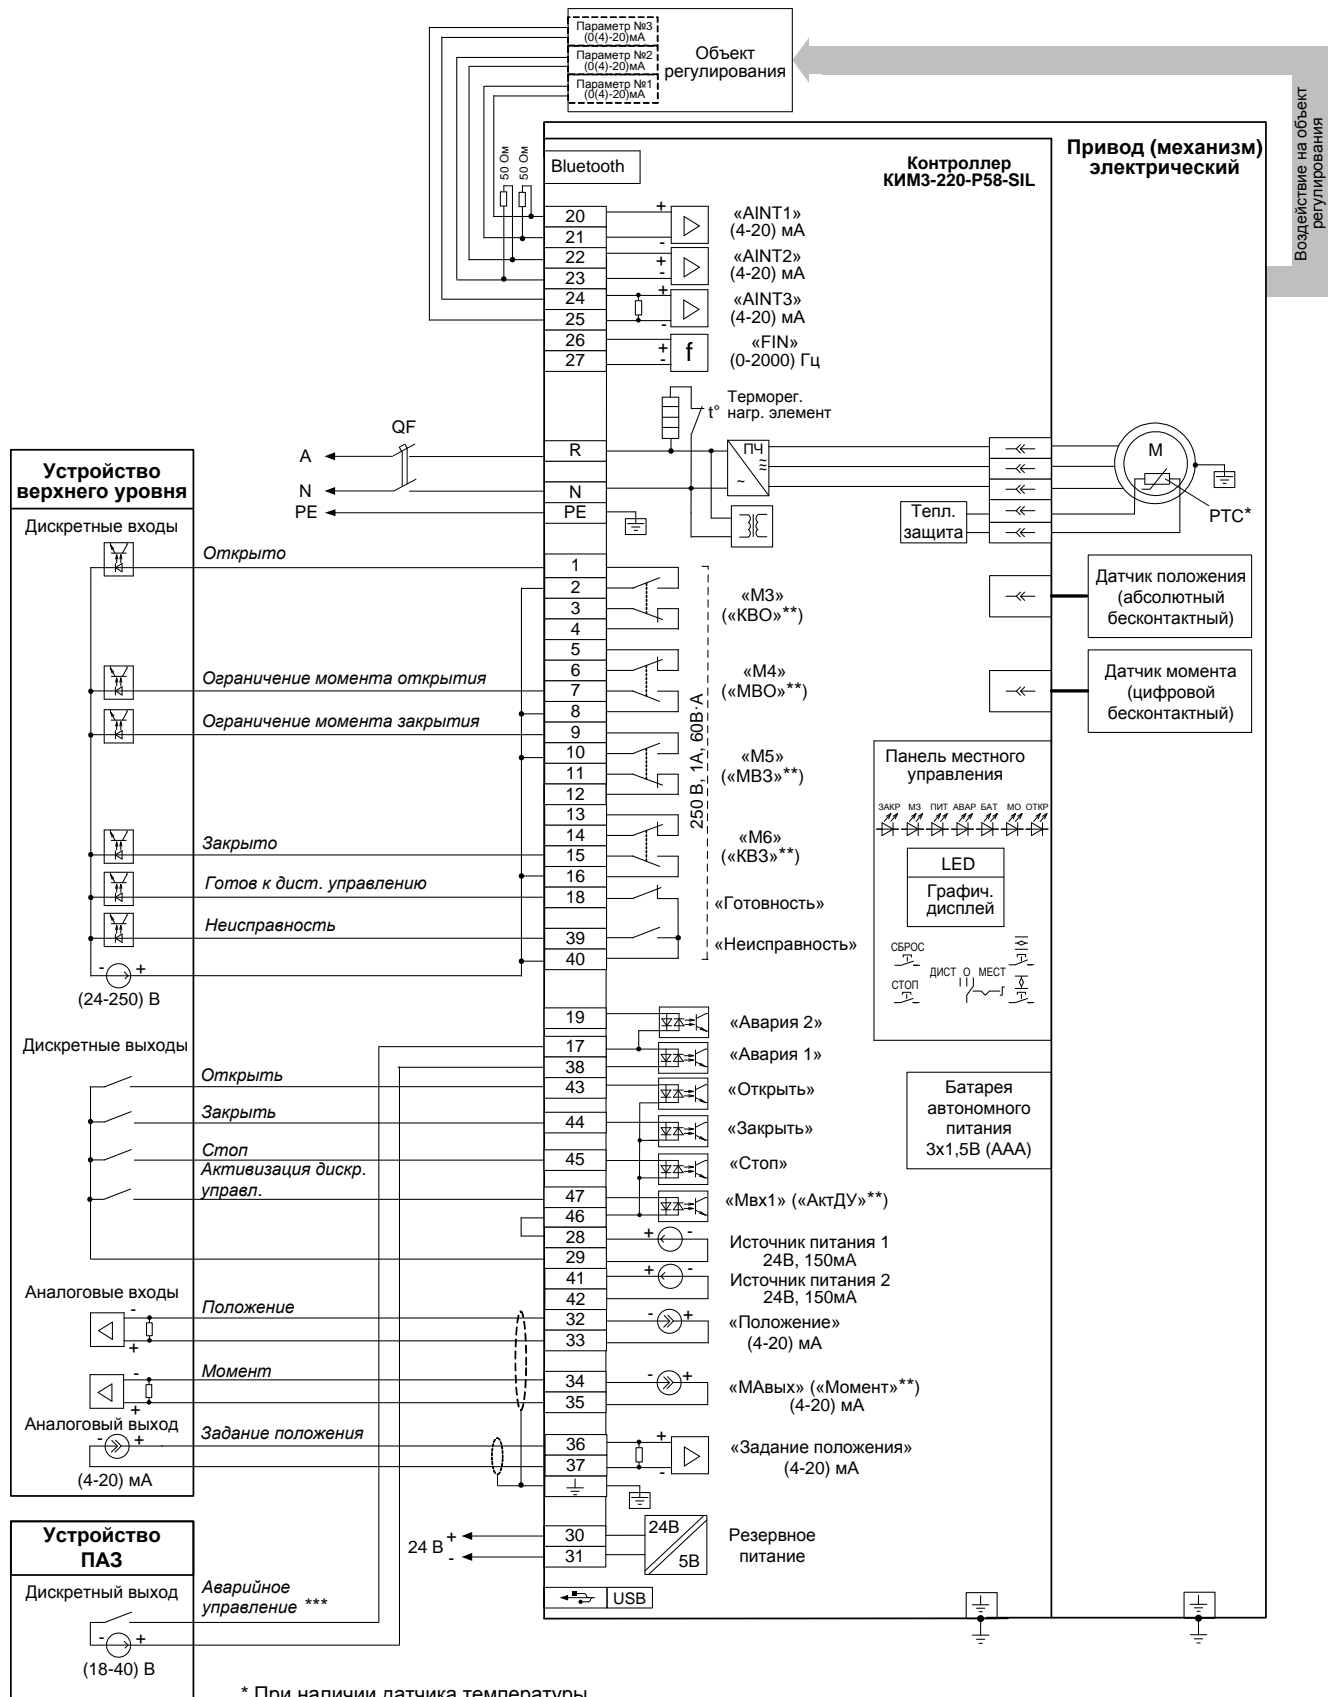 Параметр №3
(0(4)-20)мА
Параметр №2
(0(4)-20)мА
Параметр №1
(0(4)-20)мА
Объект
регулирования
Воздействие на объект
регулирования
50 Ом
50 Ом
Bluetooth
Контроллер
КИМ3-220-P58-SIL
Привод (механизм)
электрический
20
21
22
23
24
25
26
27
+
-
«AINT1»
(4-20) мА
+
-
«AINT2»
(4-20) мА
+
-
«AINT3»
(4-20) мА
+
-
f
«FIN»
(0-2000) Гц
t°
Терморег.
нагр. элемент
QF
A
N
PE
R
N
PE
ПЧ
≈
~
M
PTC*
Тепл.
защита
Датчик положения
(абсолютный
бесконтактный)
Датчик момента
(цифровой
бесконтактный)
Устройство
верхнего уровня
Дискретные входы
Открыто
Ограничение момента открытия
Ограничение момента закрытия
Закрыто
Готов к дист. управлению
Неисправность
- +
(24-250) В
1
2
3
4
5
6
7
8
9
10
11
12
13
14
15
16
18
39
40
«М3»
(«КВО»**)
«М4»
(«МВО»**)
«М5»
(«МВЗ»**)
«М6»
(«КВЗ»**)
«Готовность»
«Неисправность»
250 В, 1А, 60В·А
Панель местного
управления
ЗАКР МЗ ПИТ АВАР БАТ МО ОТКР
LED
Графич.
дисплей
СБРОС
СТОП
ДИСТ О МЕСТ
Батарея
автономного
питания
3х1,5В (ААА)
Дискретные выходы
Открыть
Закрыть
Стоп
Активизация дискр.
управл.
19
17
38
43
44
45
47
46
28
29
41
42
32
33
34
35
36
37
«Авария 2»
«Авария 1»
«Открыть»
«Закрыть»
«Стоп»
«Мвх1» («АктДУ»**)
+ -
Источник питания 1
24В, 150мА
+ -
Источник питания 2
24В, 150мА
- +
«Положение»
(4-20) мА
- +
«МАвых» («Момент»**)
(4-20) мА
+
-
«Задание положения»
(4-20) мА
Аналоговые входы
-
+
Положение
-
+
Момент
Аналоговый выход
- +
Задание положения
(4-20) мА
24 В
+
-
30
31
24В
5В
Резервное
питание
USB
Устройство
ПАЗ
Дискретный выход
Аварийное
управление ***
- +
(18-40) В
* При наличии датчика температуры